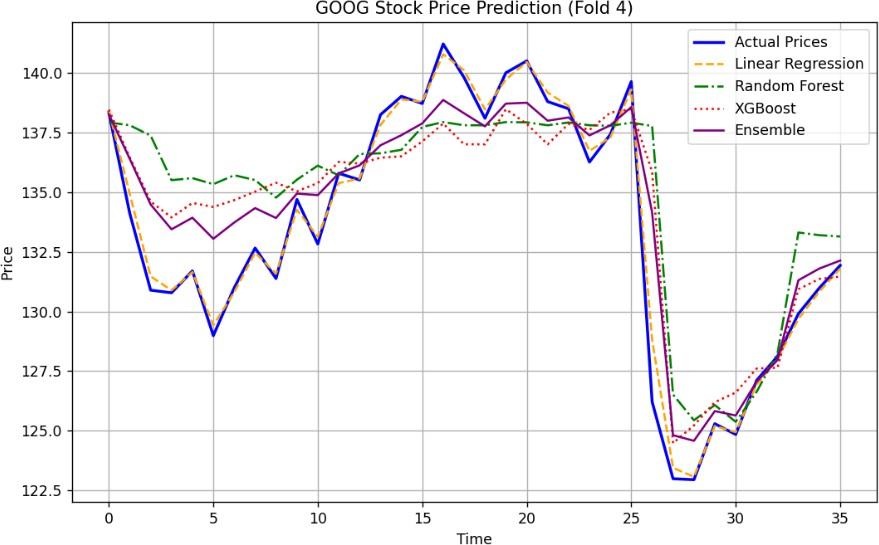 GOOG Stock Price Prediction (Fold 4)
Actual Prices
Linear Regression
Random Forest
XGBoost
Ensemble
Price
140.0
137.5
135.0
132.5
130.0
127.5
125.0
122.5
0 5 10 15 20 25 30 35
Time